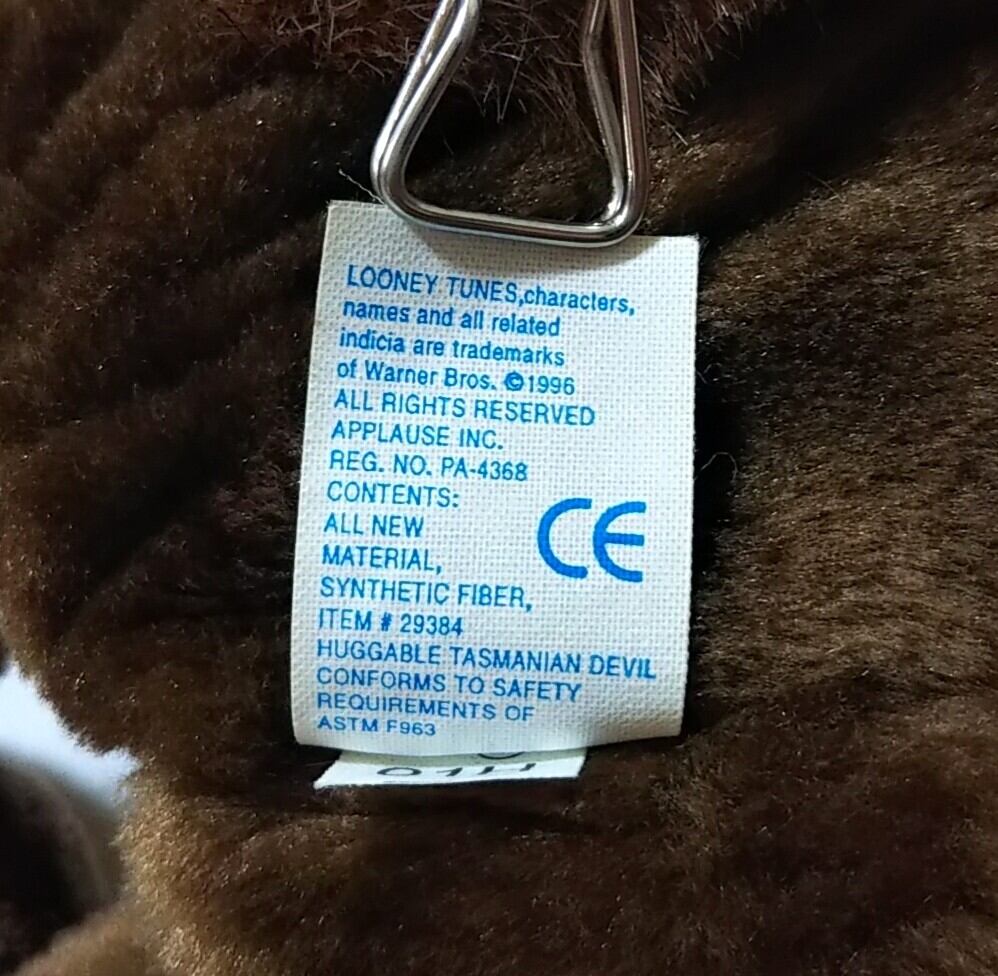 LOONEY TUNES,characters,
names and all related
indicia are trademarks
of Warner Bros. ©1996
ALL RIGHTS RESERVED
APPLAUSE INC.
REG. NO. PA-4368
CONTENTS:
ALL NEW
MATERIAL,
SYNTHETIC FIBER,
ITEM # 29384
HUGGABLE TASMANIAN DEVIL
CONFORMS TO SAFETY
REQUIREMENTS OF
ASTM F963
CE